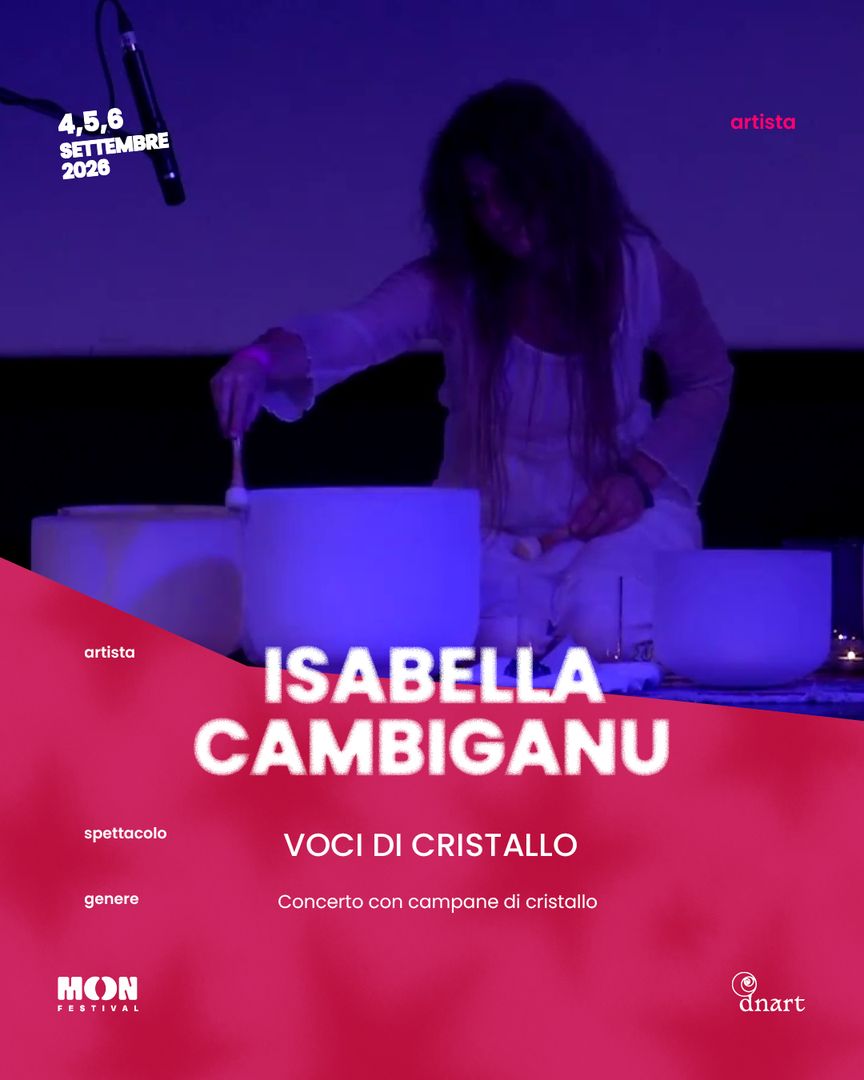 4,5,6
SETTEMBRE
2026
artista
artista
ISABELLA
CAMBIGANU
spettacolo
VOCI DI CRISTALLO
genere
Concerto con campane di cristallo
MOON
FESTIVAL
dnart